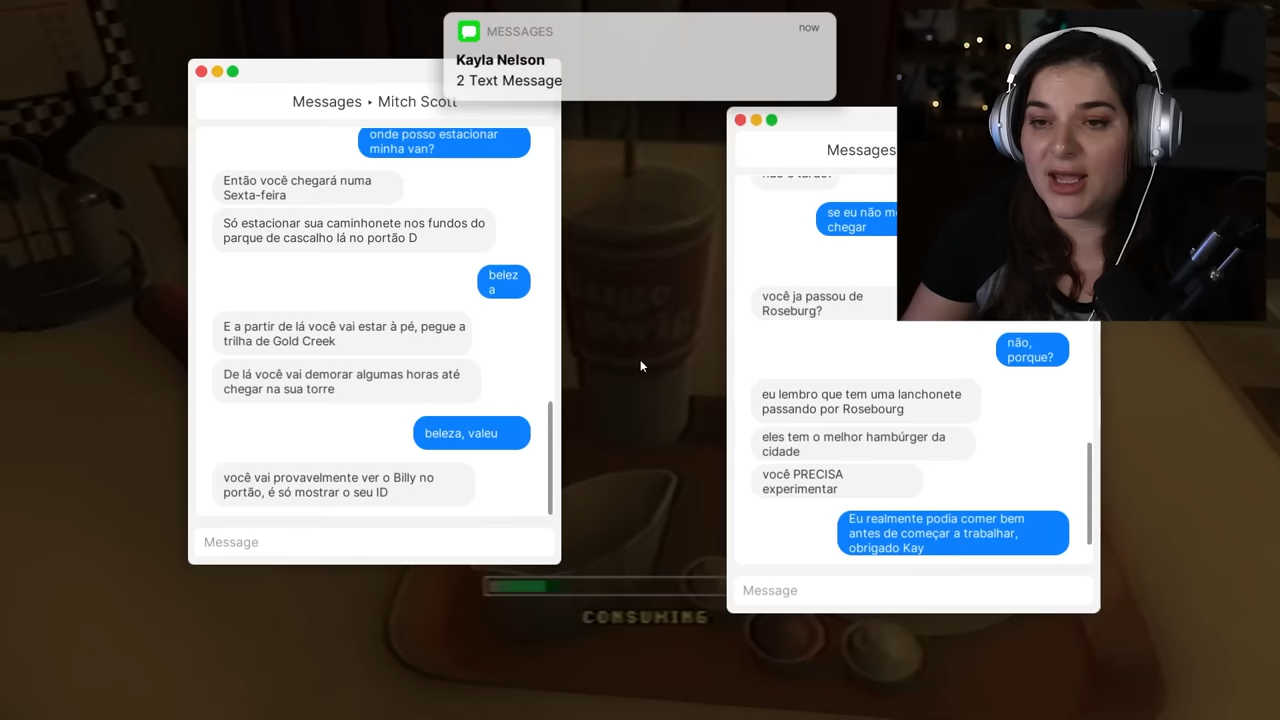 MESSAGES
now
Kayla Nelson
2 Text Message
Messages ‣ Mitch Scott
onde posso estacionar
minha van?
Então você chegará numa
Sexta-feira
Só estacionar sua caminhonete nos fundos do
parque de cascalho lá no portão D
belez
a
E a partir de lá você vai estar à pé, pegue a
trilha de Gold Creek
De lá você vai demorar algumas horas até
chegar na sua torre
beleza, valeu
você vai provavelmente ver o Billy no
portão, é só mostrar o seu ID
Message
Messages
se eu não
chegar
você ja passou de
Roseburg?
não,
porque?
eu lembro que tem uma lanchonete
passando por Rosebourg
eles tem o melhor hambúrger da
cidade
você PRECISA
experimentar
Eu realmente podia comer bem
antes de começar a trabalhar,
obrigado Kay
Message
CONSUMING